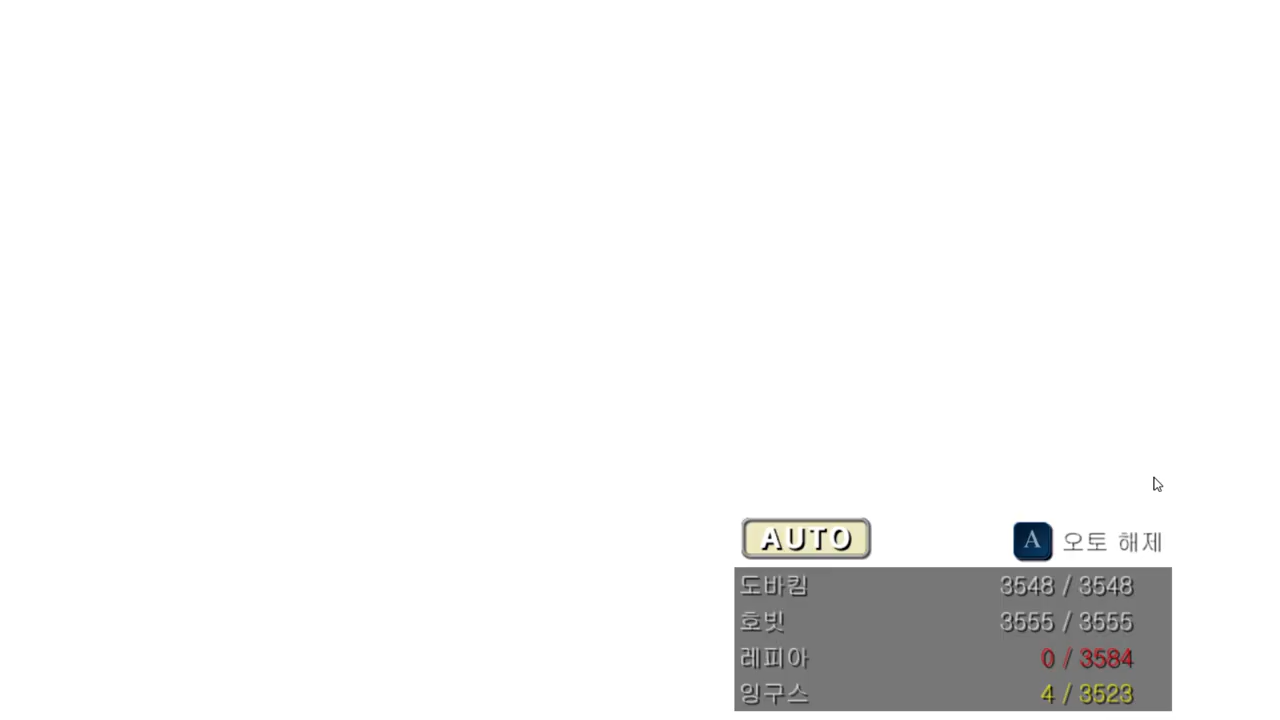 AUTO A 오토 해제
도바킴 3548 / 3548
호빗 3555 / 3555
레피아 0 / 3584
잉구스 4 / 3523